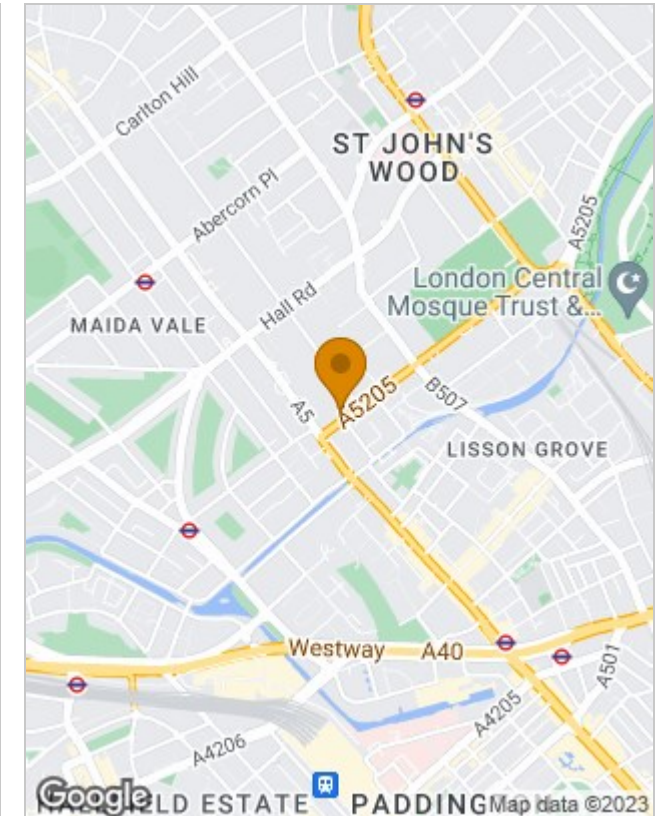 Carlton Hill
ST JOHN'S
WOOD
Abercorn Pl
A5205
London Central
Mosque Trust &...
Hall Rd
MAIDA VALE
A5
A5205
B507
LISSON GROVE
Westway
A40
A501
A4205
A4206
Google
ELD ESTATE
PADDING
Map data ©2023